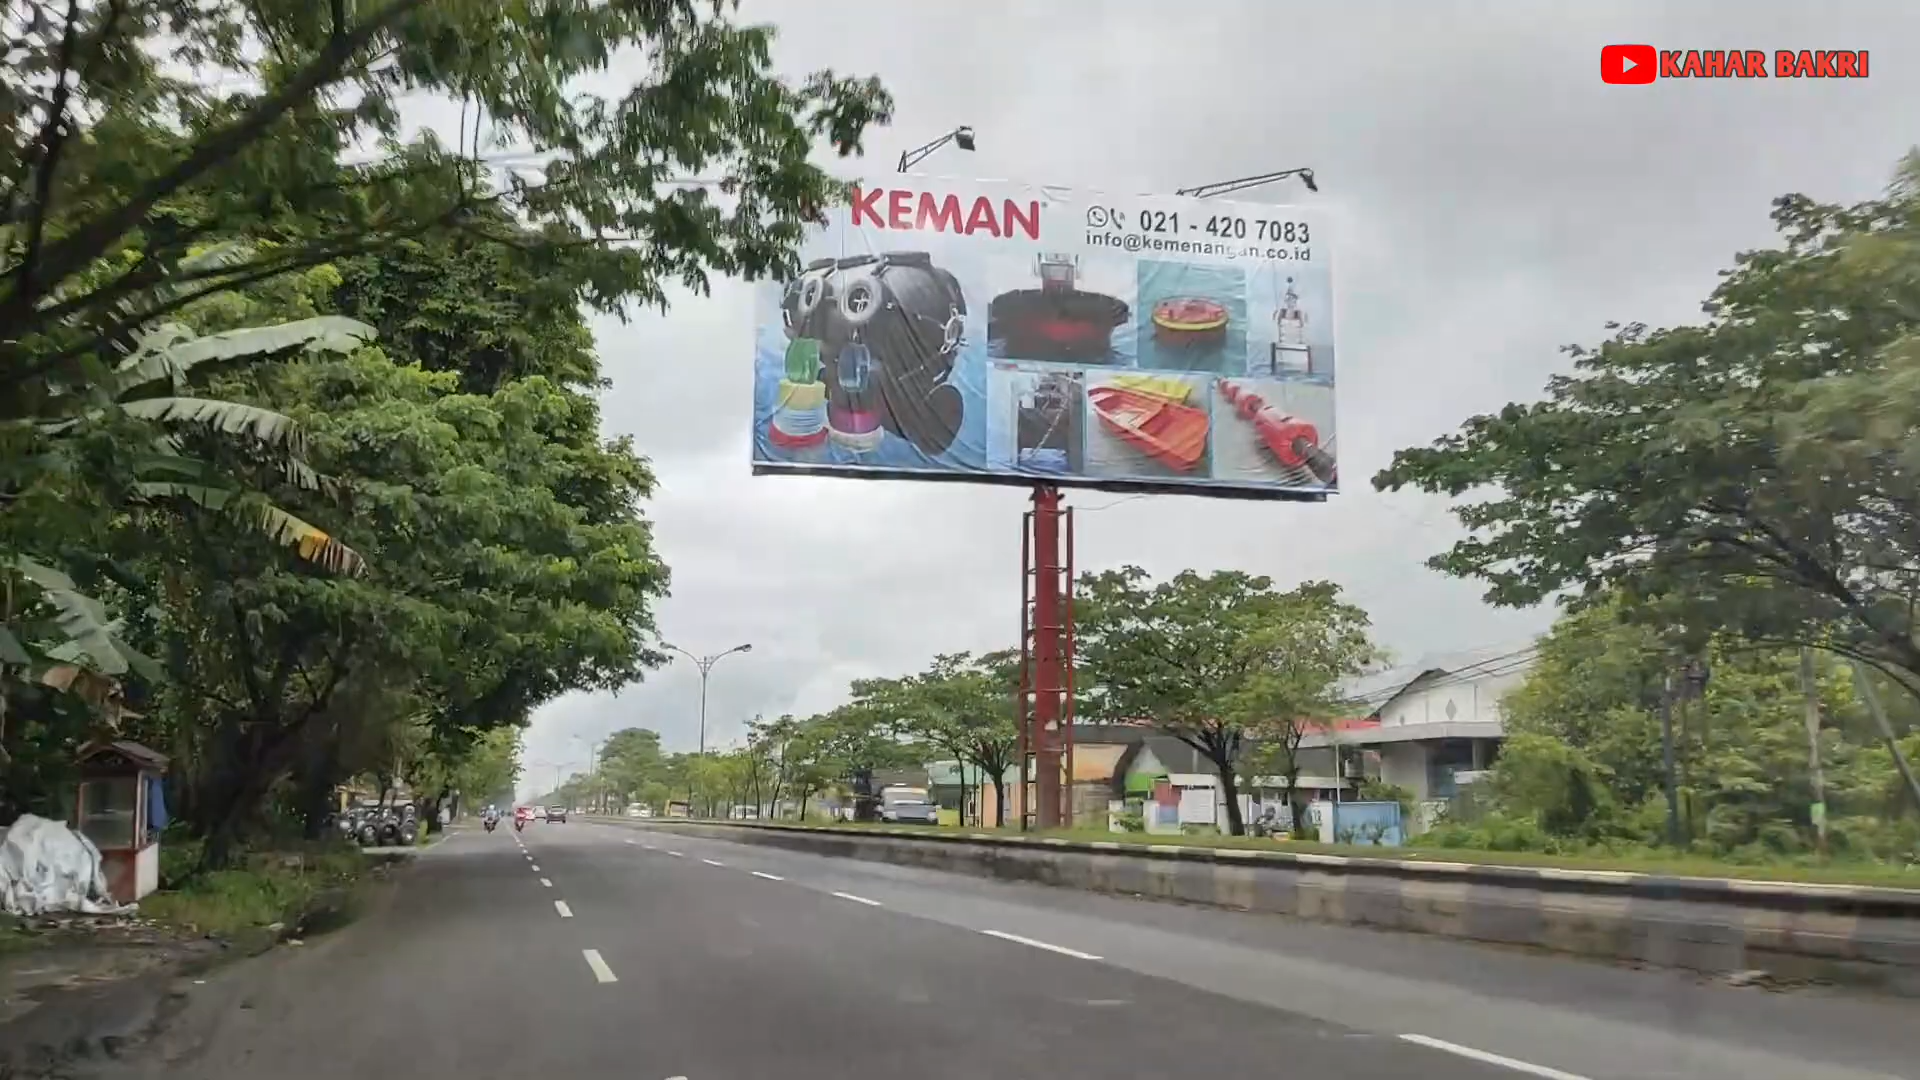 KAHAR BAKRI
KEMAN
021 - 420 7083
info@kemenangan.co.id